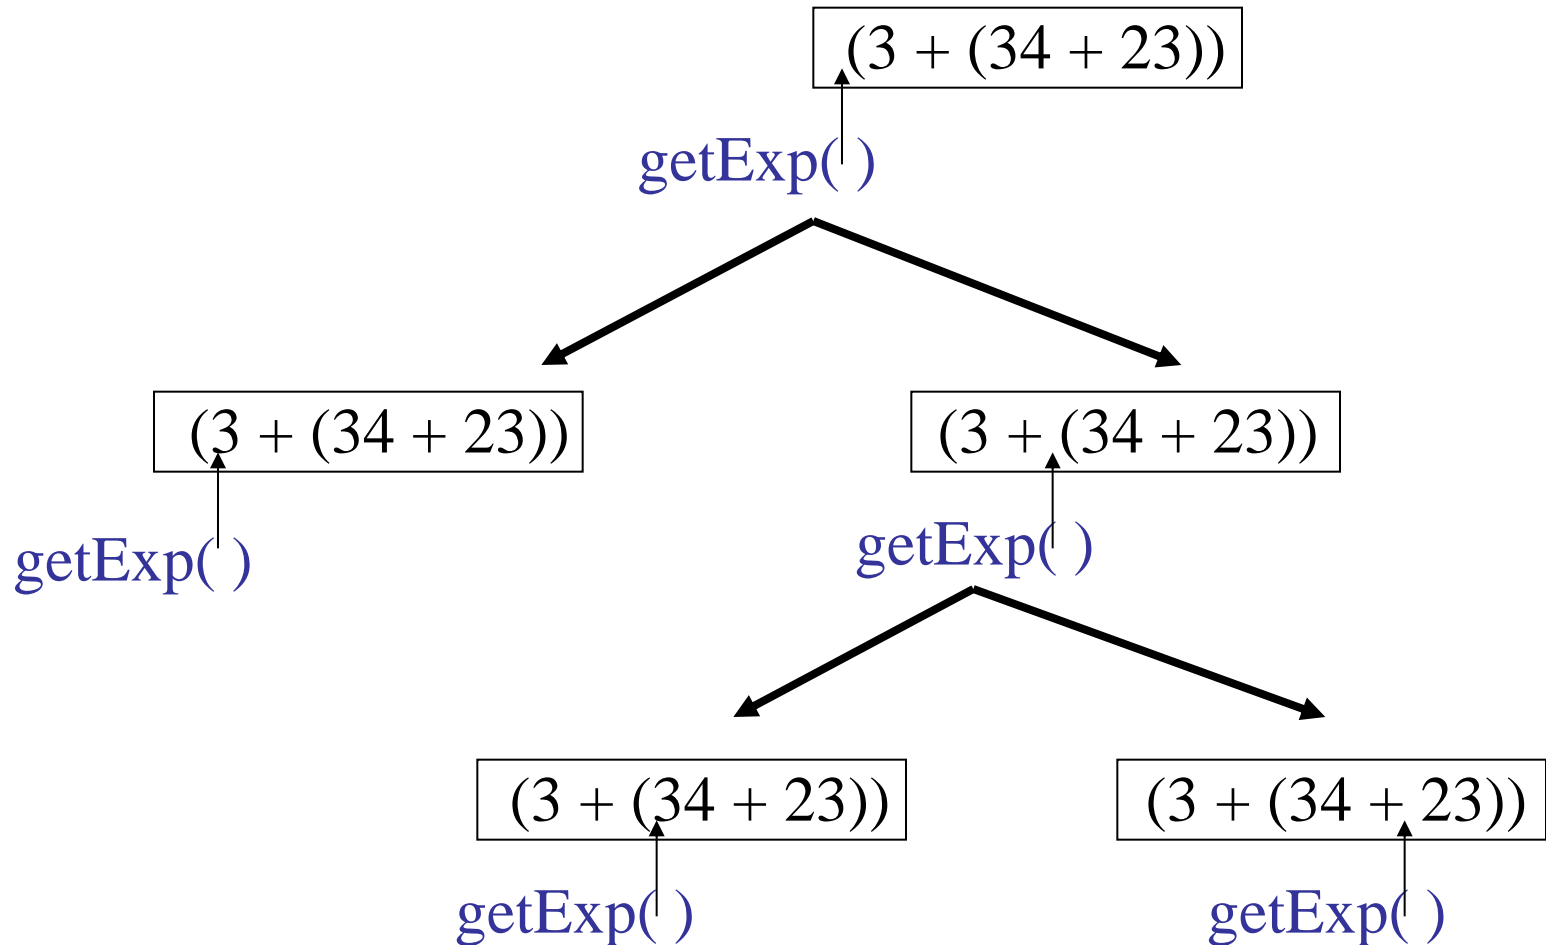 (3 + (34 + 23))
getExp( )
(3 + (34 + 23))
(3 + (34 + 23))
getExp( )
getExp( )
(3 + (34 + 23))
(3 + (34 + 23))
getExp( )
getExp( )